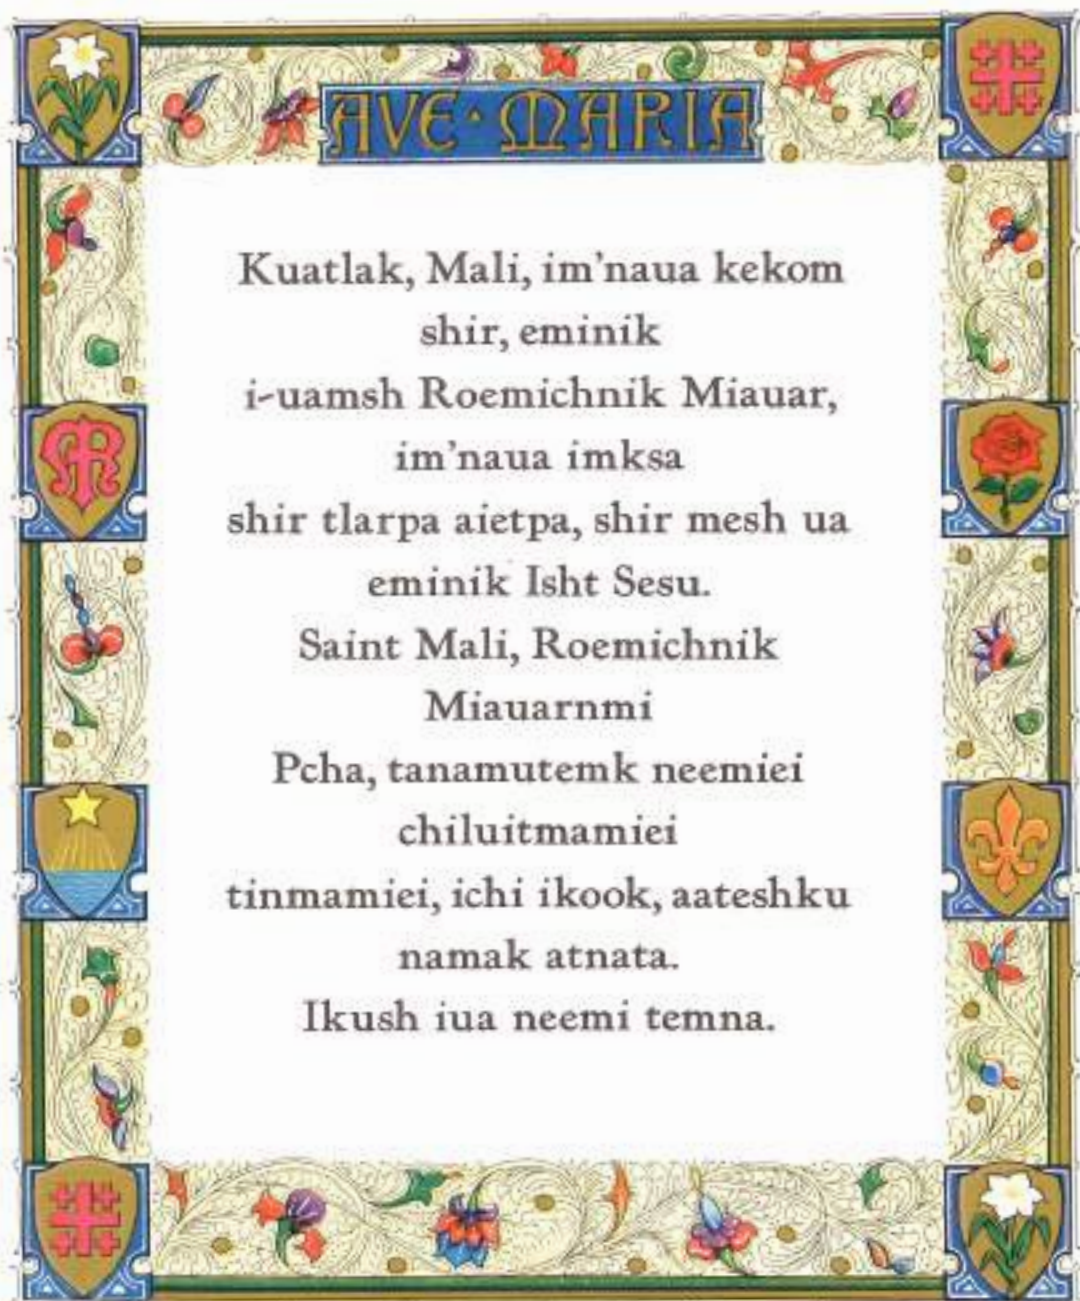 AVE · MARIA
Kuatlak, Mali, im'naua kekom
shir, eminik
i-uamsh Roemichnik Miauar,
im'naua imksa
shir tlarpa aietpa, shir mesh ua
eminik Isht Sesu.
Saint Mali, Roemichnik
Miauarnmi
Pcha, tanamutemk neemiei
chiluitmamiei
tinmamiei, ichi ikook, aateshku
namak atnata.
Ikush iua neemi temna.